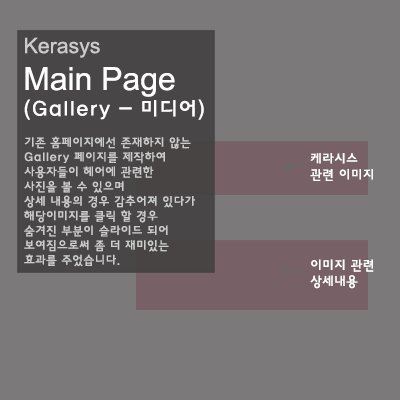 Kerasys
Main Page
(Gallery – 미디어)
기존 홈페이지에선 존재하지 않는
Gallery 페이지를 제작하여
사용자들이 헤어에 관련한
사진을 볼 수 있으며
상세 내용의 경우 감추어져 있다가
해당이미지를 클릭 할 경우
숨겨진 부분이 슬라이드 되어
보여짐으로써 좀 더 재미있는
효과를 주었습니다.
케라시스
관련 이미지
이미지 관련
상세내용